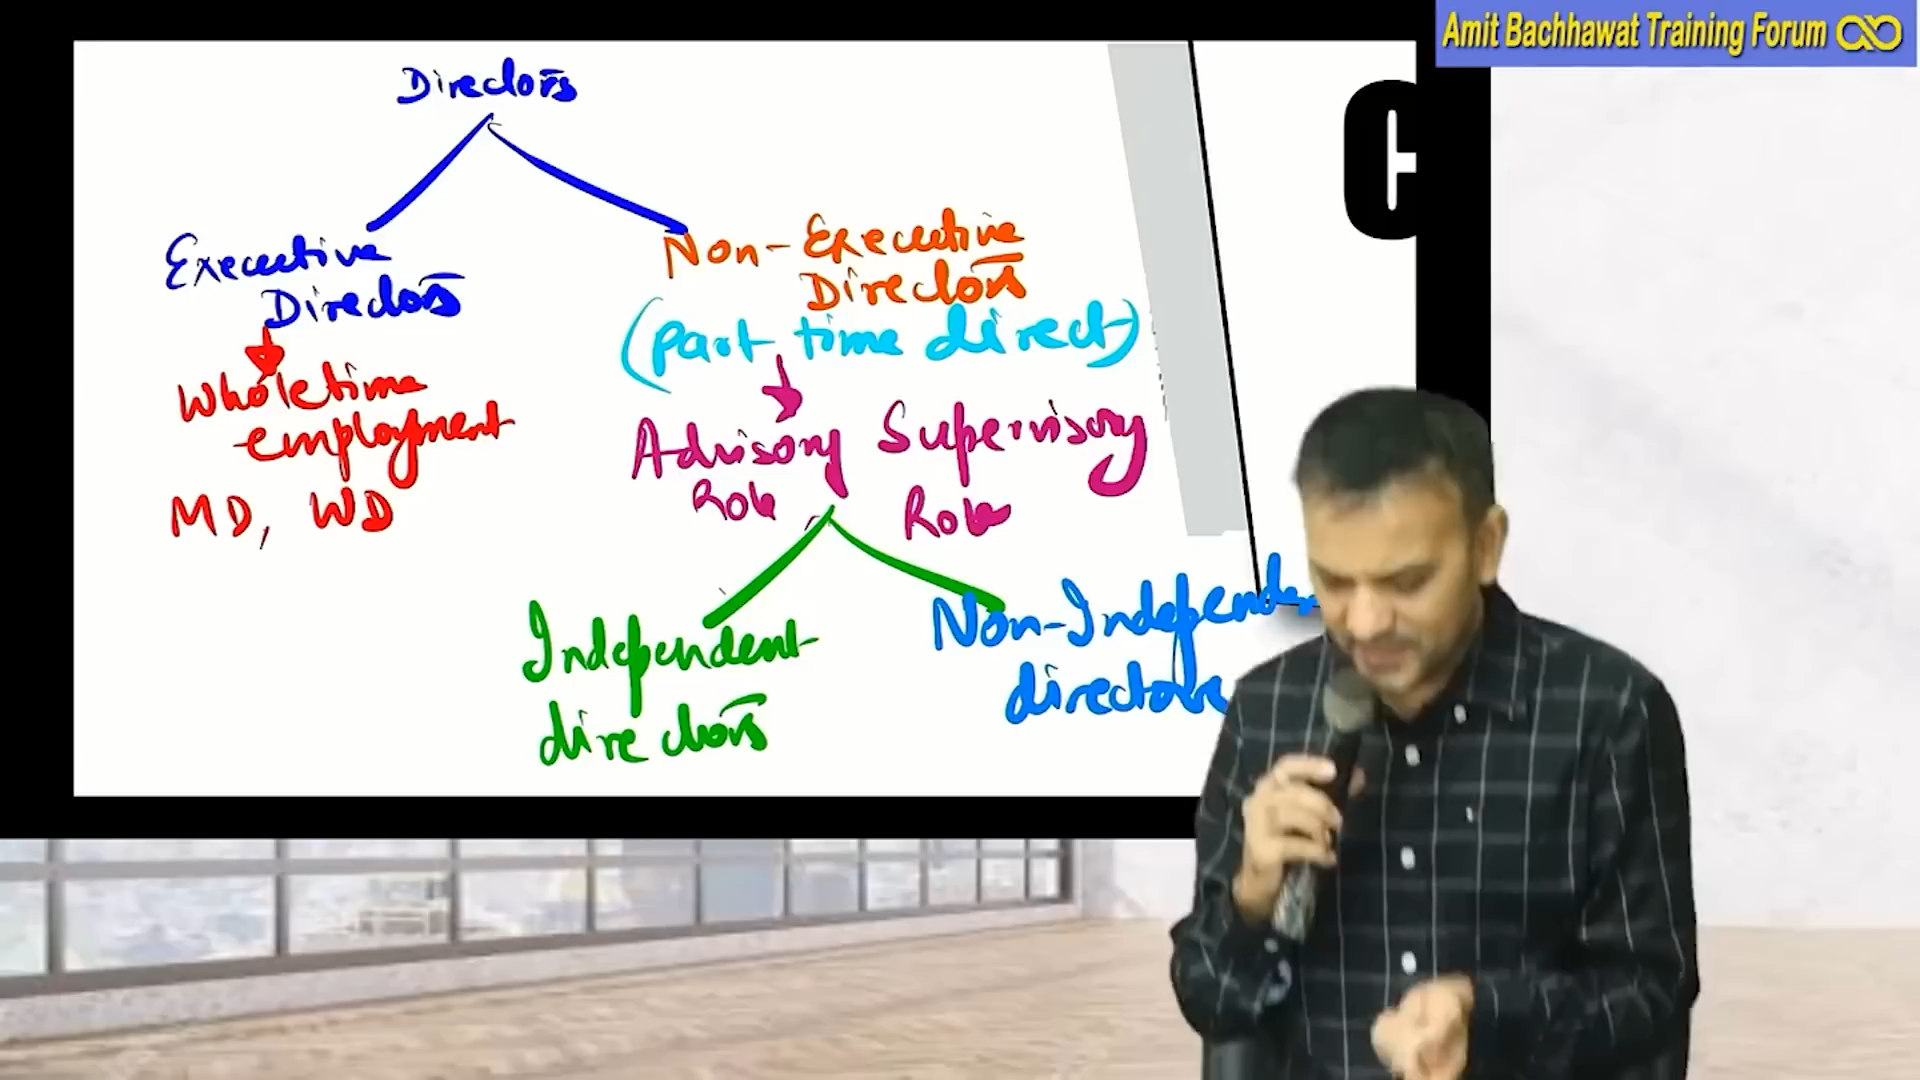 Amit Bachhawat Training Forum
Directors
Executive
Directors
Wholetime
employment
MD, WD
Non-Executive
Directors
(part time direct)
Advisory Supervisory
Role Role
Independent
directors
Non-Independen
directors